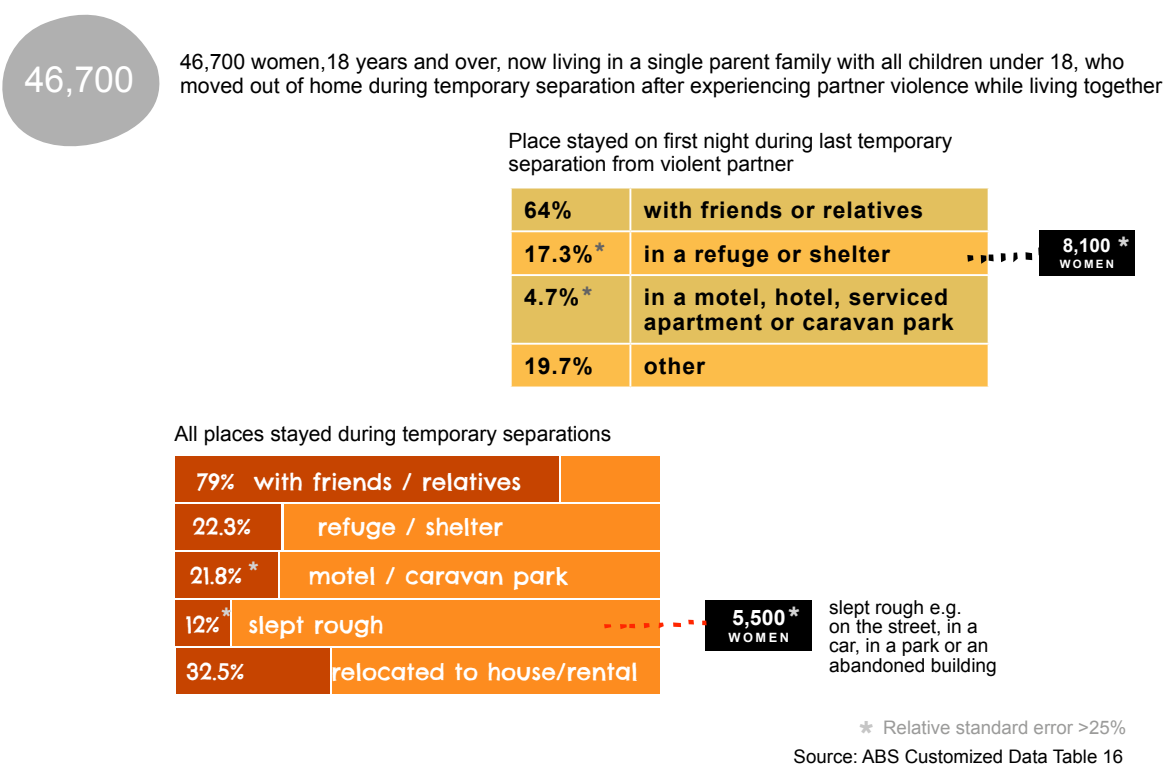 46,700
46,700 women,18 years and over, now living in a single parent family with all children under 18, who
moved out of home during temporary separation after experiencing partner violence while living together
Place stayed on first night during last temporary
separation from violent partner
64% with friends or relatives
17.3%* in a refuge or shelter
8,100 *
WOMEN
4.7%* in a motel, hotel, serviced
apartment or caravan park
19.7% other
All places stayed during temporary separations
79% with friends / relatives
22.3% refuge / shelter
21.8% * motel / caravan park
12%* slept rough
5,500*
WOMEN
slept rough e.g.
on the street, in a
car, in a park or an
abandoned building
32.5% relocated to house/rental
* Relative standard error >25%
Source: ABS Customized Data Table 16